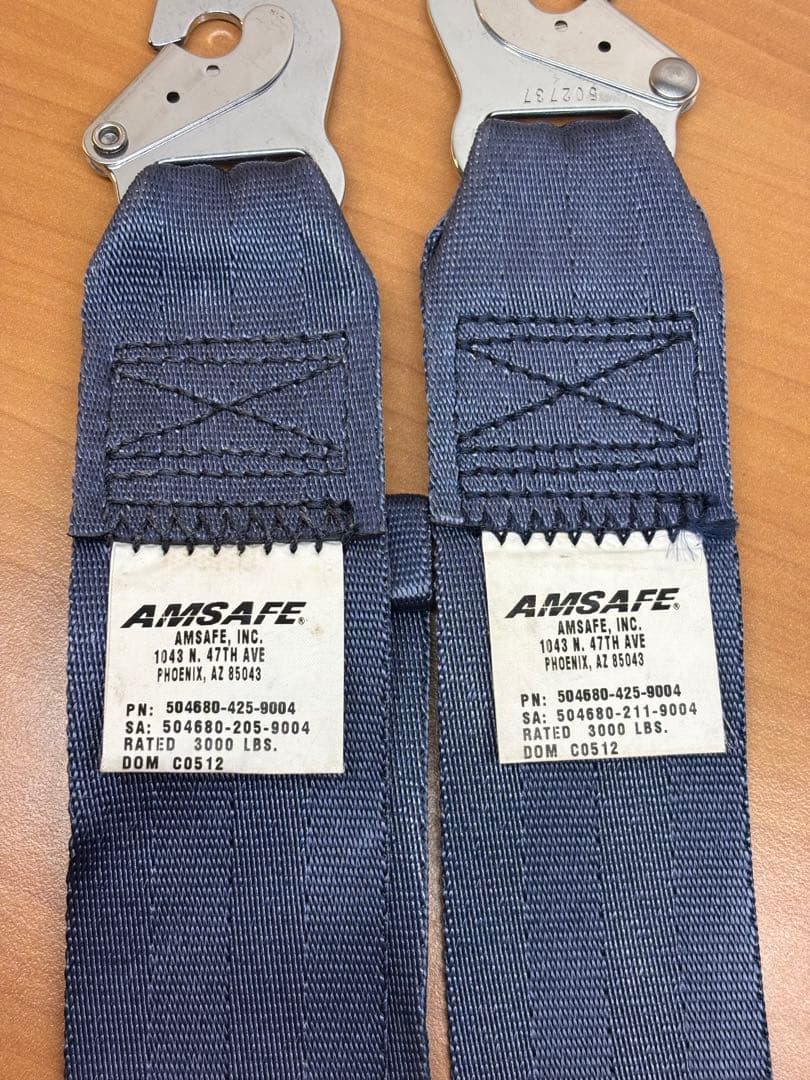 502737
AMSAFE®
AMSAFE, INC.
1043 N. 47TH AVE
PHOENIX, AZ 85043
PN: 504680-425-9004
SA: 504680-205-9004
RATED 3000 LBS.
DOM C0512
AMSAFE®
AMSAFE, INC.
1043 N. 47TH AVE
PHOENIX, AZ 85043
PN: 504680-425-9004
SA: 504680-211-9004
RATED 3000 LBS.
DOM C0512